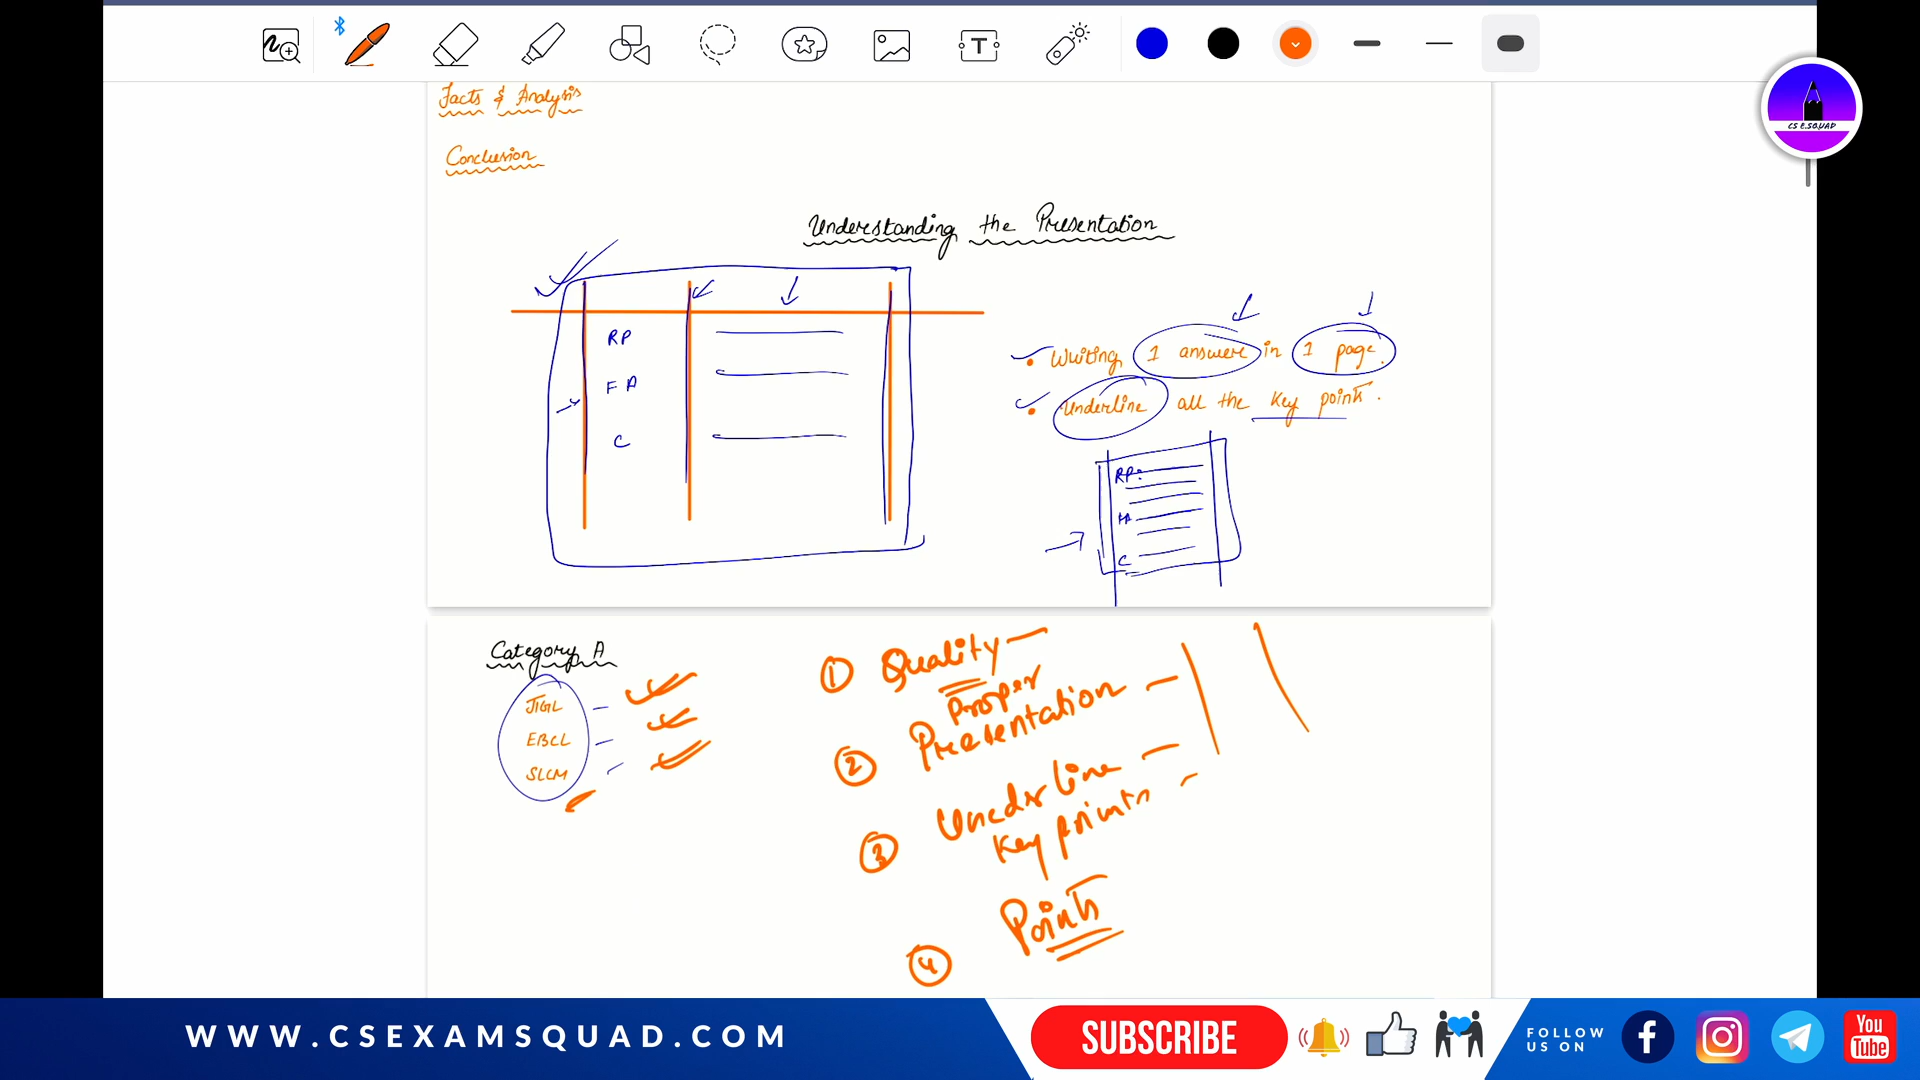 Facts & Analysis
Conclusion
Understanding the Presentation
RP
FA
C
• Writing 1 answer in 1 page.
• Underline all the key points.
RP:
FA
C
Category A
JIGL
EBCL
SLCM
① Quality
② Proper Presentation
③ Underline Key points
④ Points
CS E.SQUAD
WWW.CSEXAMSQUAD.COM
SUBSCRIBE
FOLLOW
US ON
You
Tube